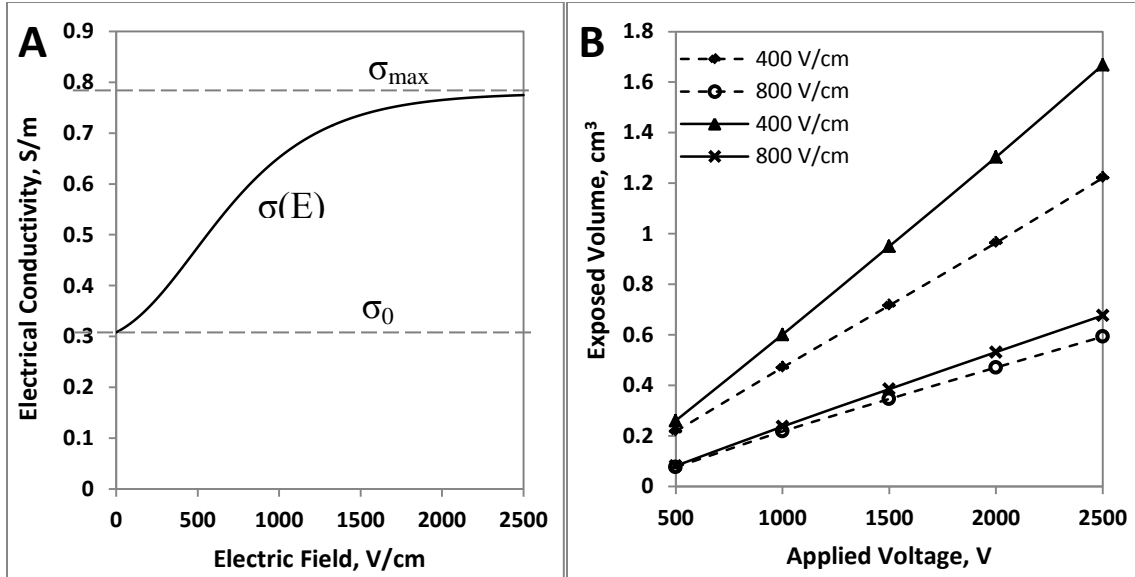 A
0.9
0.8
0.7
0.6
0.5
0.4
0.3
0.2
0.1
0
Electrical Conductivity, S/m
σmax
σ(E)
σ0
0 500 1000 1500 2000 2500
Electric Field, V/cm
B
1.8
1.6
1.4
1.2
1
0.8
0.6
0.4
0.2
0
Exposed Volume, cm³
400 V/cm
800 V/cm
400 V/cm
800 V/cm
500 1000 1500 2000 2500
Applied Voltage, V